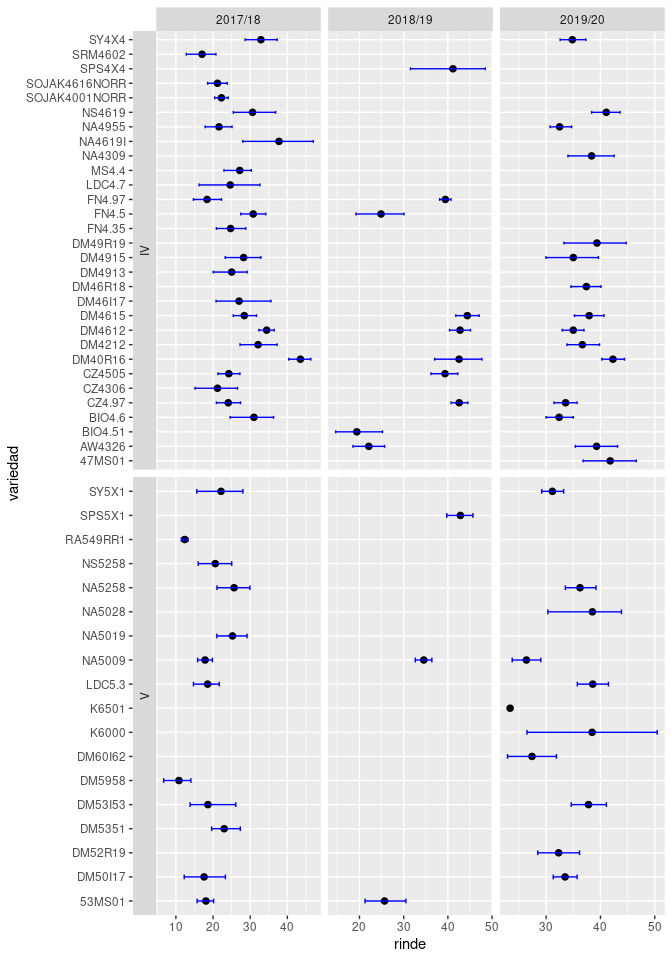 2017/18 2018/19 2019/20
SY4X4
SRM4602
SPS4X4
SOJAK4616NORR
SOJAK4001NORR
NS4619
NA4955
NA4619I
NA4309
MS4.4
LDC4.7
FN4.97
FN4.5
FN4.35
DM49R19
DM4915
DM4913
DM46R18
DM46I17
DM4615
DM4612
DM4212
DM40R16
CZ4505
CZ4306
CZ4.97
BIO4.6
BIO4.51
AW4326
47MS01
IV
variedad
SY5X1
SPS5X1
RA549RR1
NS5258
NA5258
NA5028
NA5019
NA5009
LDC5.3
K6501
K6000
DM60I62
DM5958
DM53I53
DM5351
DM52R19
DM50I17
53MS01
V
10 20 30 40 20 30 40 50 30 40 50
rinde